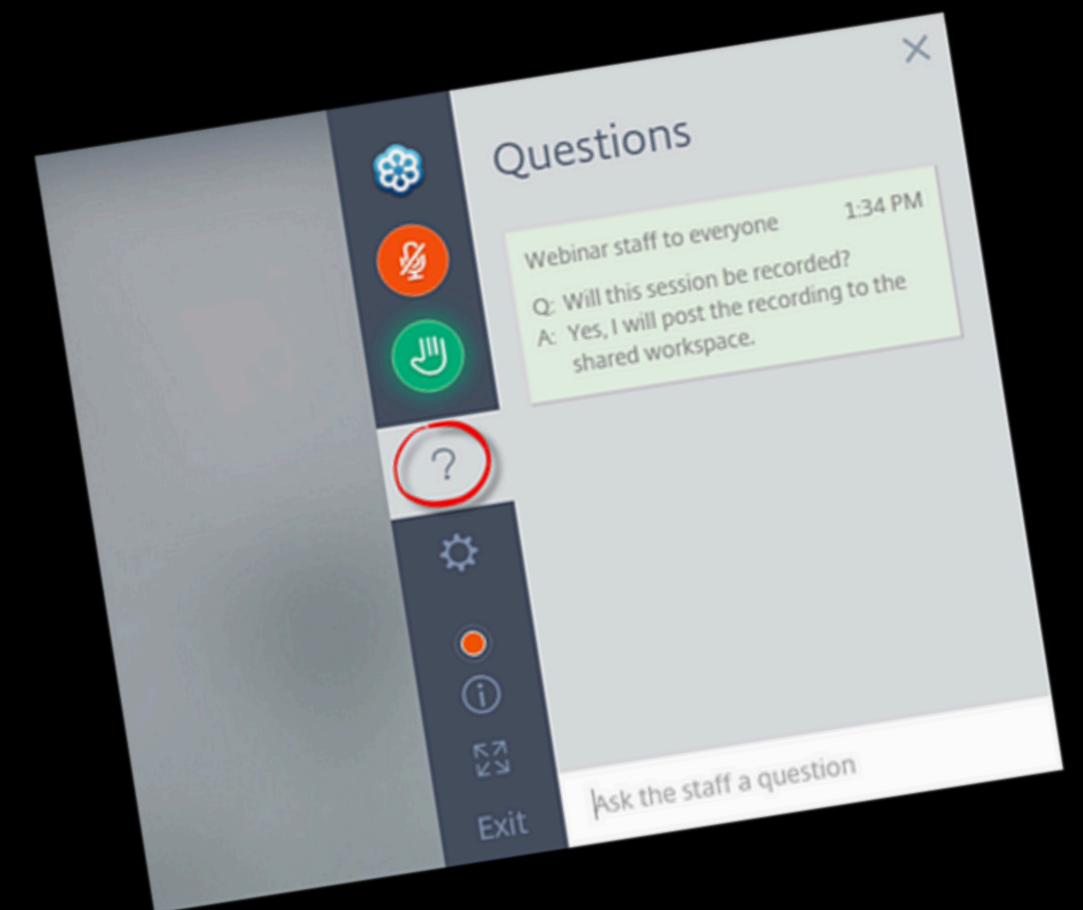 Questions
Webinar staff to everyone 1:34 PM
Q: Will this session be recorded?
A: Yes, I will post the recording to the
shared workspace.
?
Ask the staff a question
Exit